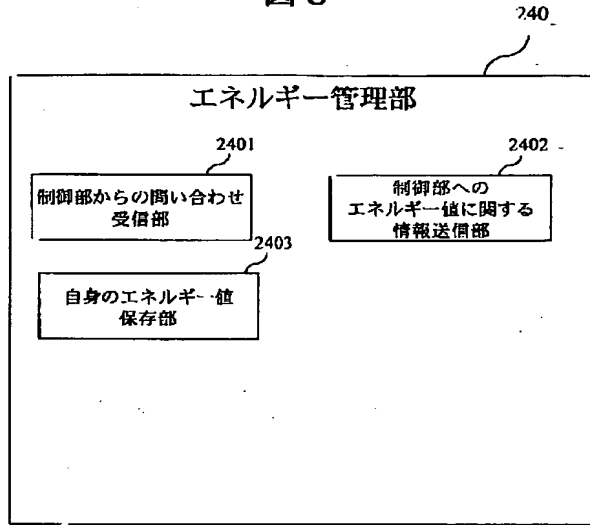 240
エネルギー管理部
2401
制御部からの問い合わせ
受信部
2402
制御部への
エネルギー値に関する
情報送信部
2403
自身のエネルギー値
保存部